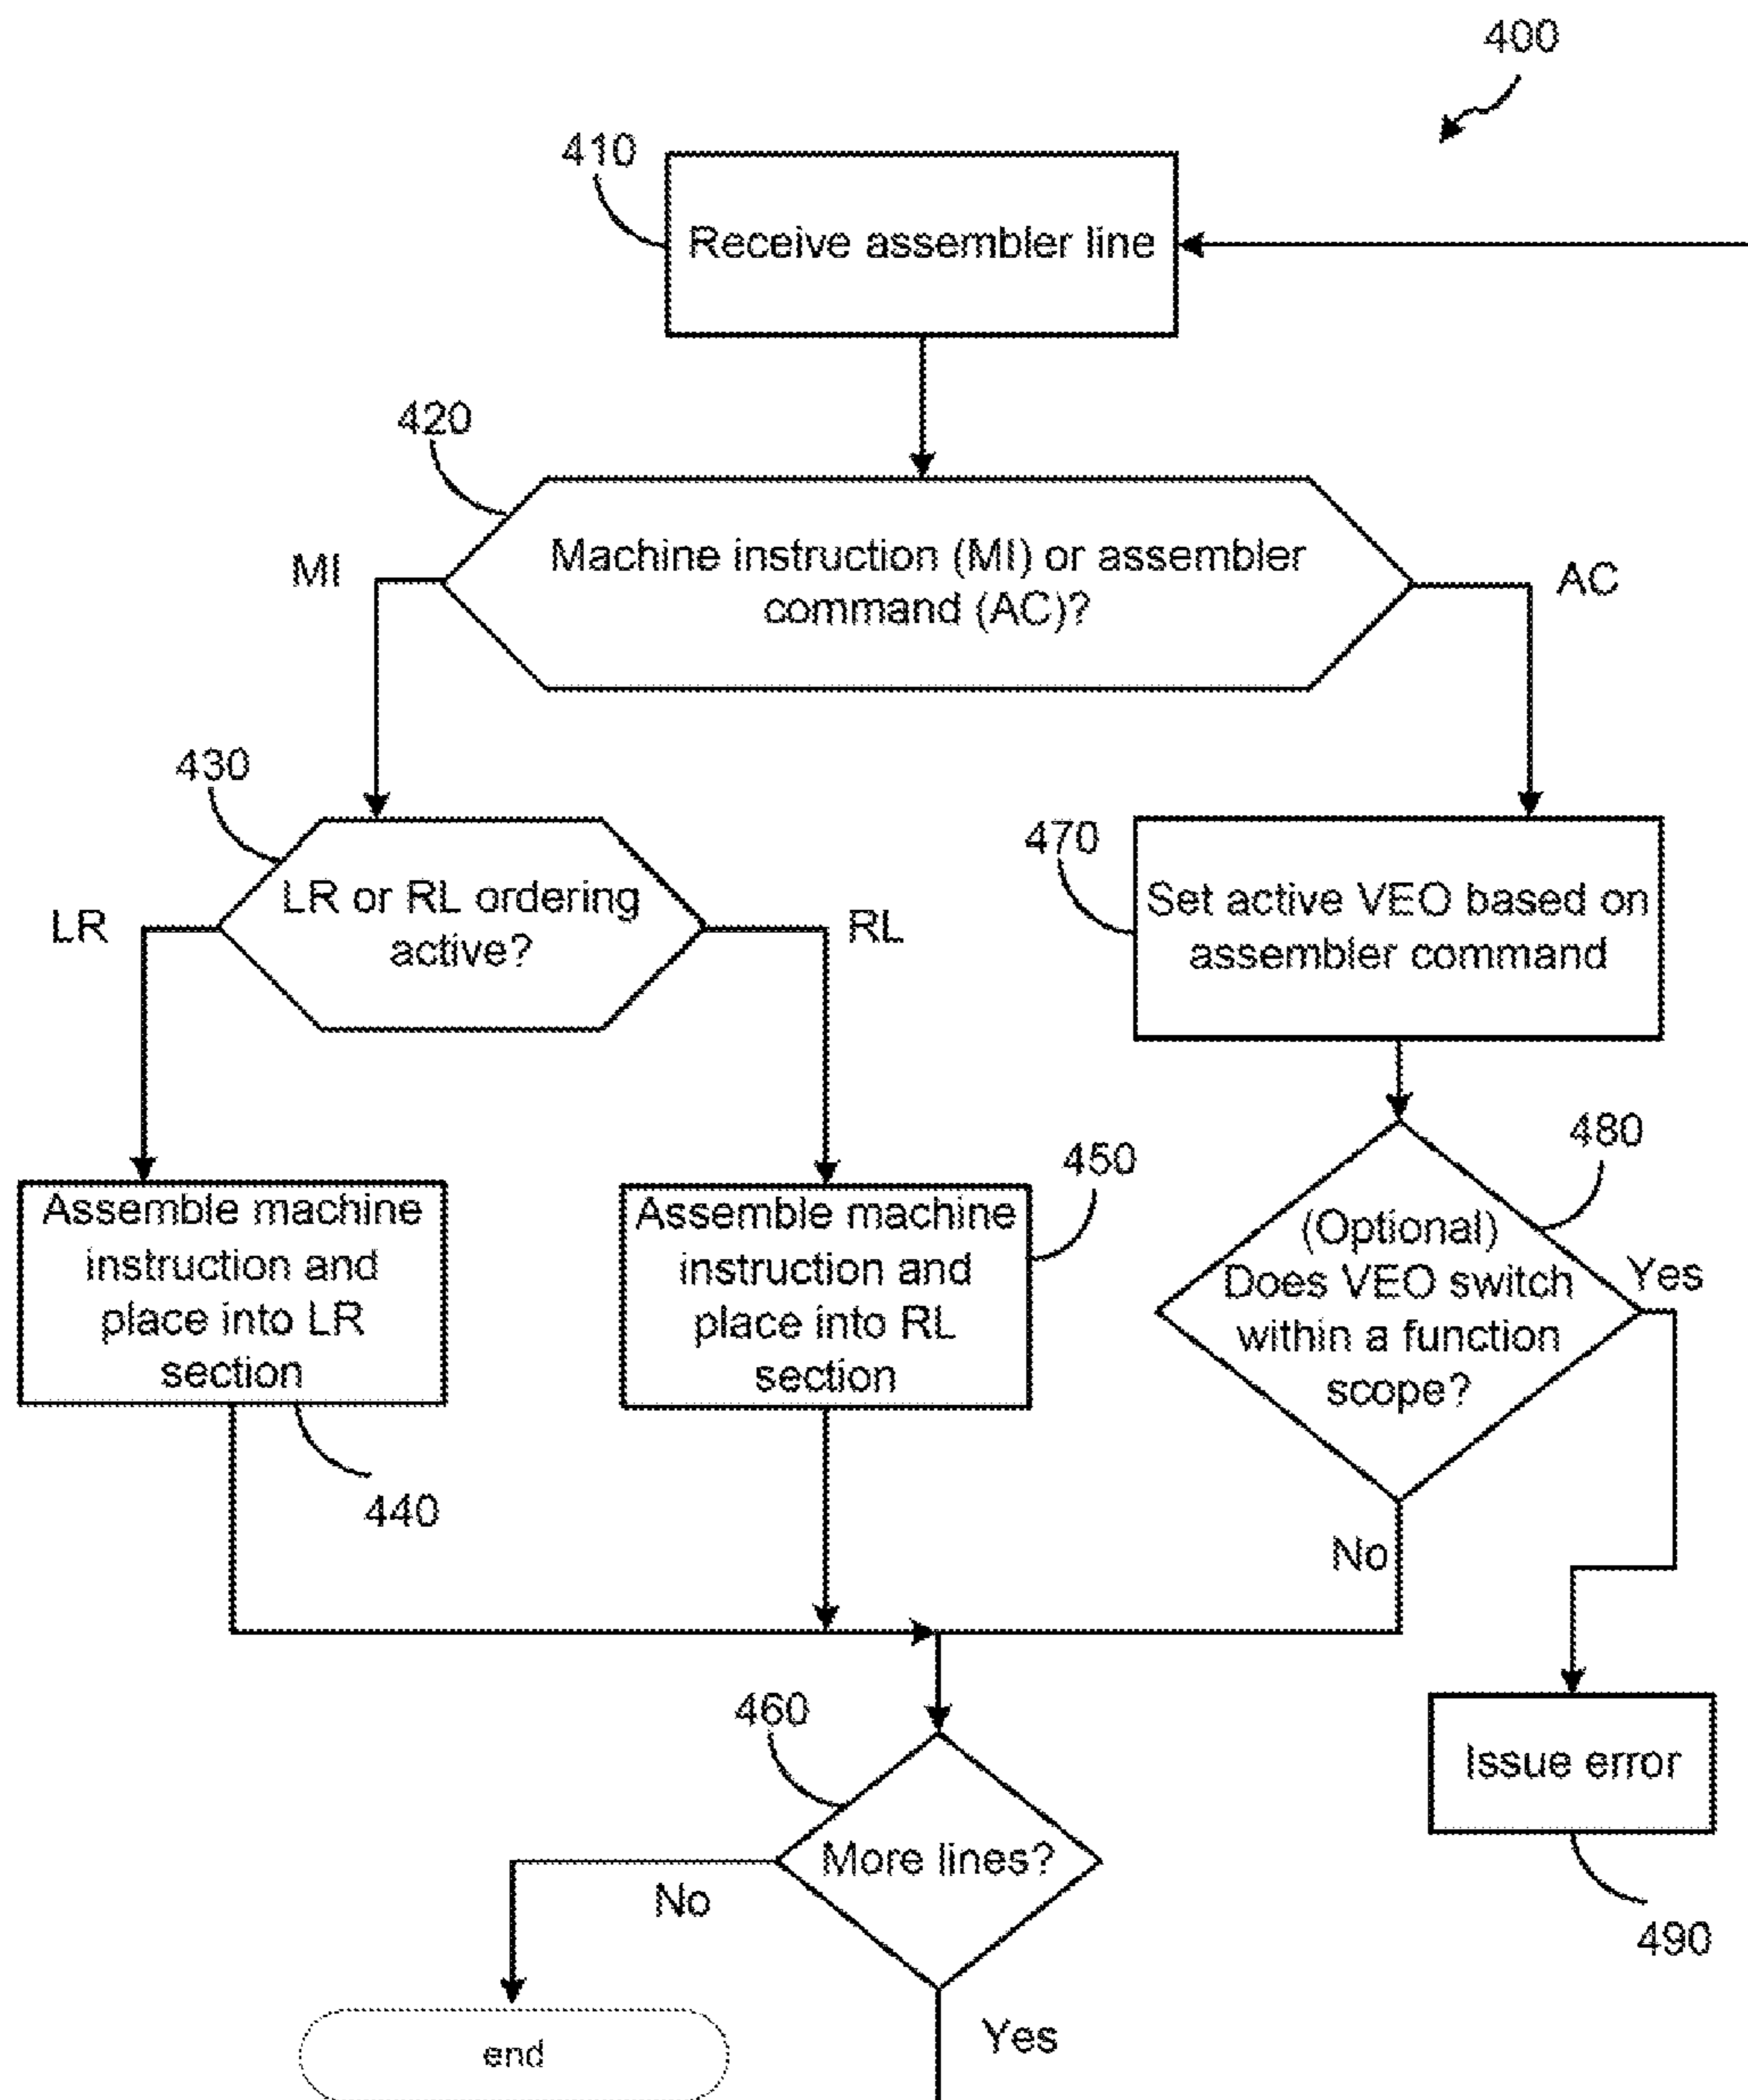 400
410
Receive assembler line
420
Machine instruction (MI) or assembler
command (AC)?
MI
AC
430
LR or RL ordering
active?
LR
RL
470
Set active VEO based on
assembler command
Assemble machine
instruction and
place into LR
section
440
Assemble machine
instruction and
place into RL
section
450
480
(Optional)
Does VEO switch
within a function
scope?
Yes
No
460
More lines?
No
Yes
Issue error
490
end